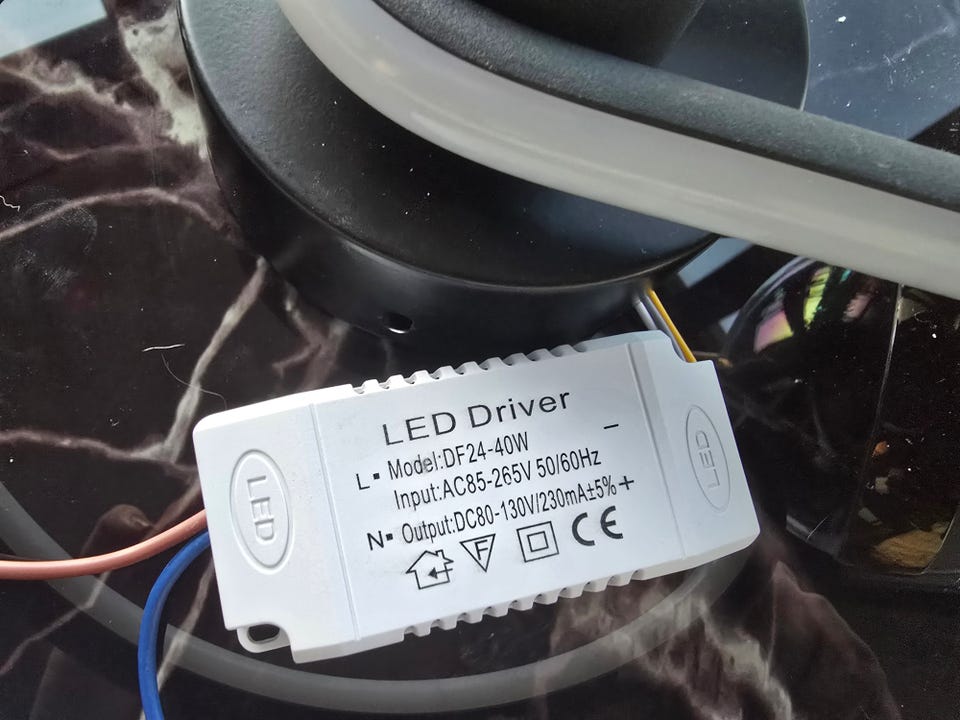 LED Driver
L Model:DF24-40W −
Input:AC85-265V 50/60Hz
N Output:DC80-130V/230mA±5% +
F
CE
LED
LED